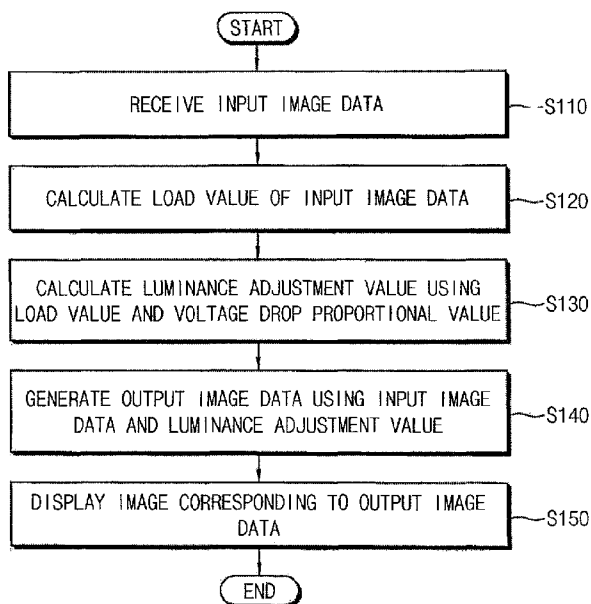 START
RECEIVE INPUT IMAGE DATA
S110
CALCULATE LOAD VALUE OF INPUT IMAGE DATA
S120
CALCULATE LUMINANCE ADJUSTMENT VALUE USING
LOAD VALUE AND VOLTAGE DROP PROPORTIONAL VALUE
S130
GENERATE OUTPUT IMAGE DATA USING INPUT IMAGE
DATA AND LUMINANCE ADJUSTMENT VALUE
S140
DISPLAY IMAGE CORRESPONDING TO OUTPUT IMAGE
DATA
S150
END